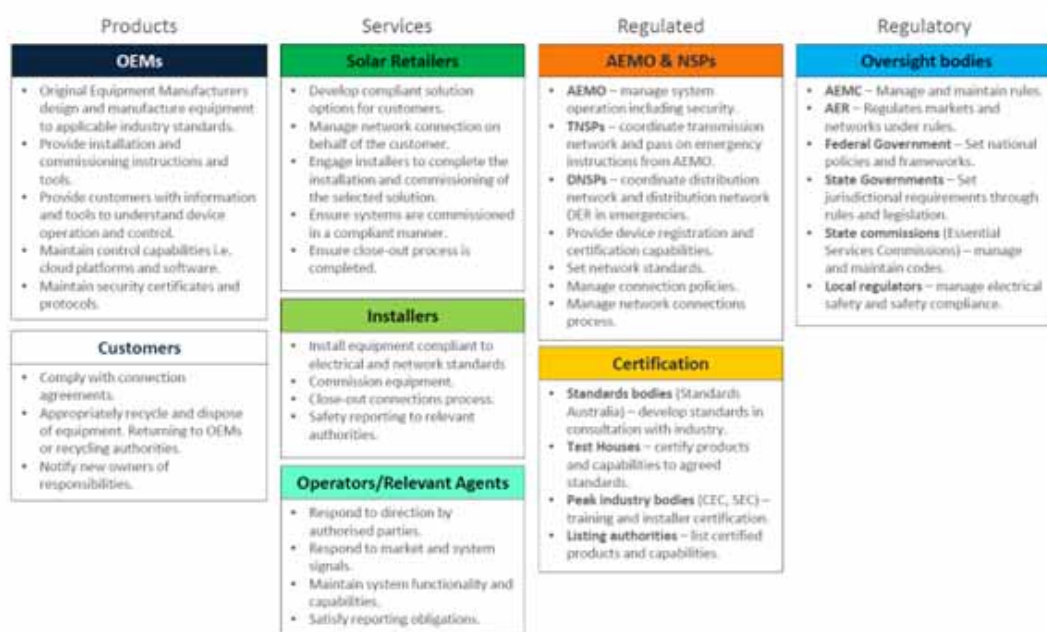 Products
OEMs
• Original Equipment Manufacturers
design and manufacture equipment
to applicable industry standards.
• Provide installation and
commissioning instructions and
tools.
• Provide customers with information
and tools to understand device
operation and control.
• Maintain control capabilities i.e.
cloud platforms and software.
• Maintain security certificates and
protocols.
Customers
• Comply with connection
agreements.
• Appropriately recycle and dispose
of equipment. Returning to OEMs
or recycling authorities.
• Notify new owners of
responsibilities.
Services
Solar Retailers
• Develop compliant solution
options for customers.
• Manage network connection on
behalf of the customer.
• Engage installers to complete the
installation and commissioning of
the selected solution.
• Ensure systems are commissioned
in a compliant manner.
• Ensure close-out process is
completed.
Installers
• Install equipment compliant to
electrical and network standards
• Commission equipment.
• Close-out connections process.
• Safety reporting to relevant
authorities.
Operators/Relevant Agents
• Respond to direction by
authorised parties.
• Respond to market and system
signals.
• Maintain system functionality and
capabilities.
• Satisfy reporting obligations.
Regulated
AEMO & NSPs
• AEMO – manage system
operation including security.
• TNSPs – coordinate transmission
network and pass on emergency
instructions from AEMO.
• DNSPs – coordinate distribution
network and distribution network
DER in emergencies.
• Provide device registration and
certification capabilities.
• Set network standards.
• Manage connection policies.
• Manage network connections
process.
Certification
• Standards bodies (Standards
Australia) – develop standards in
consultation with industry.
• Test Houses – certify products
and capabilities to agreed
standards.
• Peak industry bodies (CEC, SEC) –
training and installer certification.
• Listing authorities – list certified
products and capabilities.
Regulatory
Oversight bodies
• AEMC – Manage and maintain rules.
• AER – Regulates markets and
networks under rules.
• Federal Government – Set national
policies and frameworks.
• State Governments – Set
jurisdictional requirements through
rules and legislation.
• State commissions (Essential
Services Commissions) – manage
and maintain codes.
• Local regulators – manage electrical
safety and safety compliance.